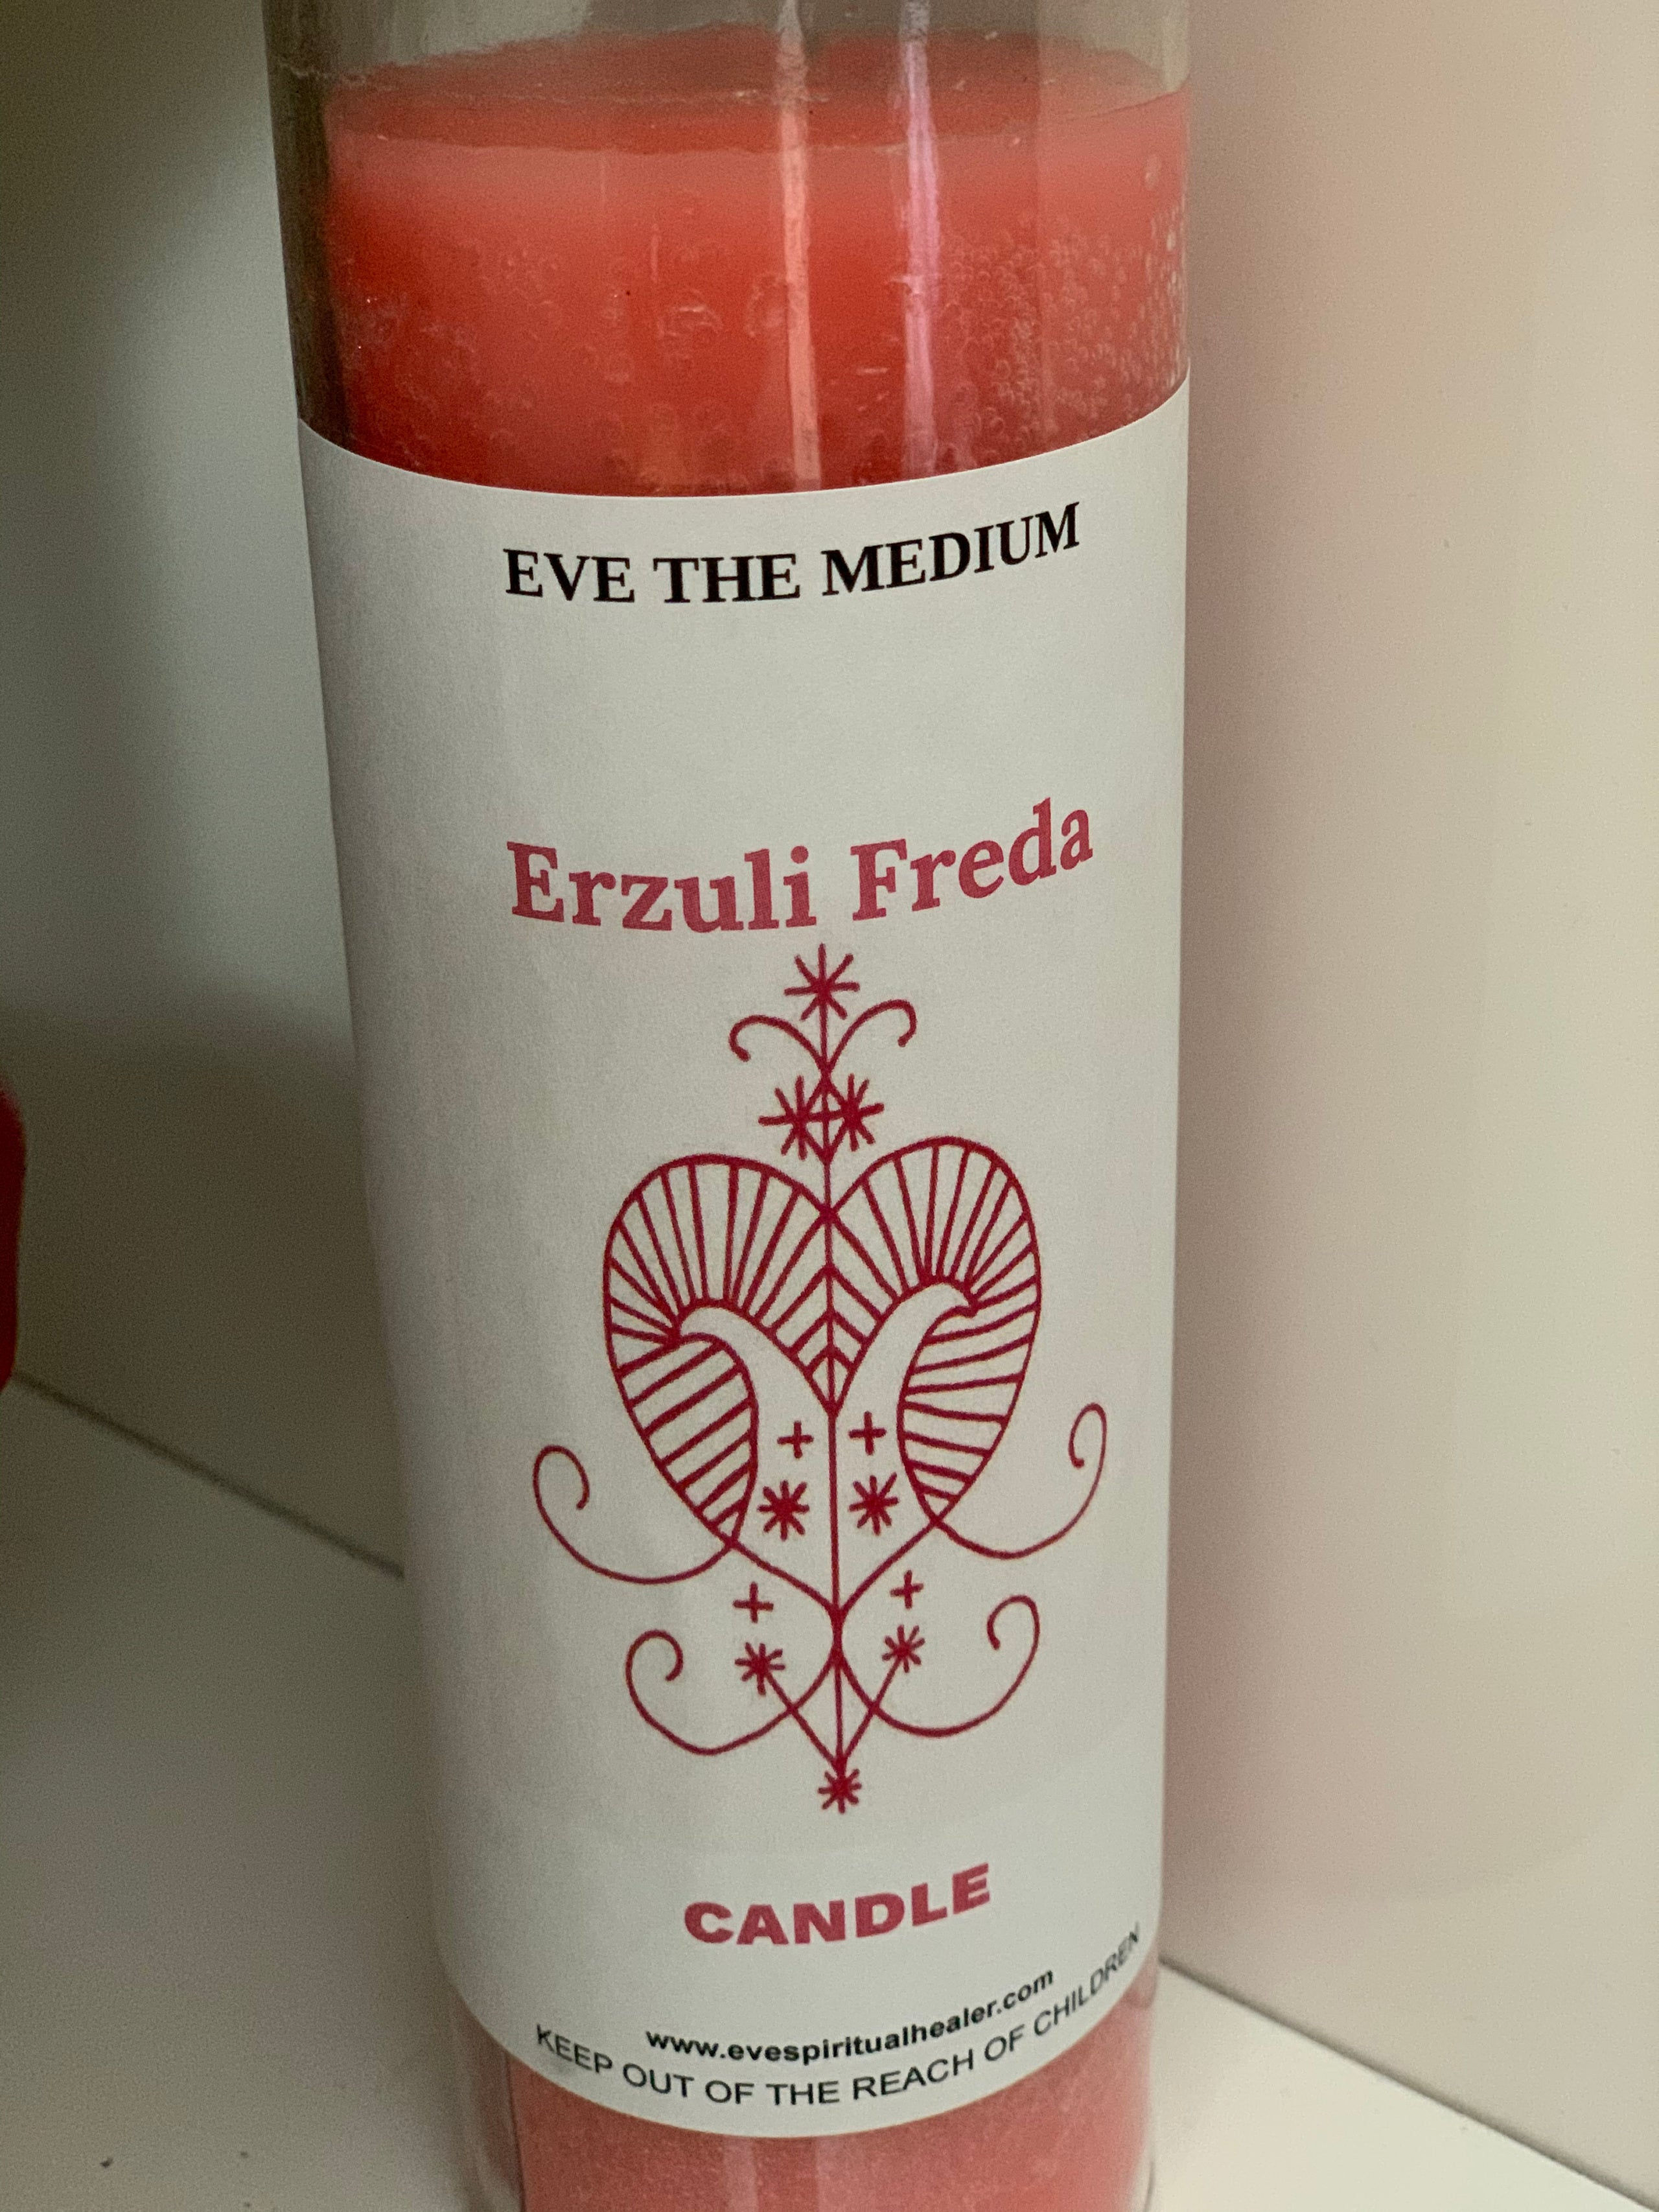 EVE THE MEDIUM
Erzuli Freda
CANDLE
www.evespiritualhealer.com
KEEP OUT OF THE REACH OF CHILDREN